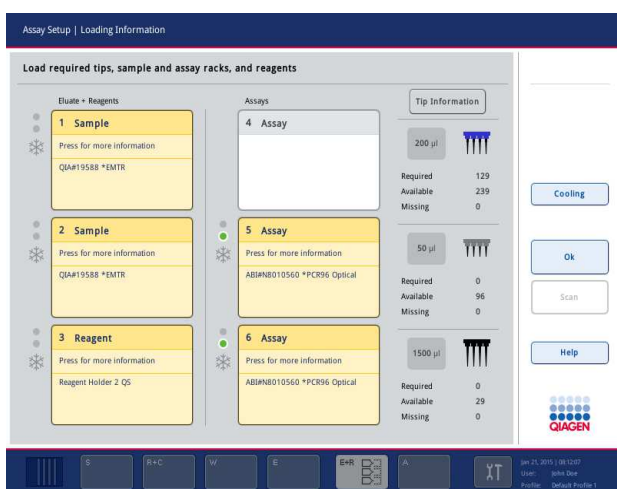 Assay Setup | Loading Information
Load required tips, sample and assay racks, and reagents
Eluate + Reagents
Assays
Tip Information
1 Sample
Press for more information
QIA#19588 *EMTR
4 Assay
200 µl
Required 129
Available 239
Missing 0
Cooling
2 Sample
Press for more information
QIA#19588 *EMTR
5 Assay
Press for more information
ABI#N8010560 *PCR96 Optical
50 µl
Required 0
Available 96
Missing 0
Ok
Scan
3 Reagent
Press for more information
Reagent Holder 2 QS
6 Assay
Press for more information
ABI#N8010560 *PCR96 Optical
1500 µl
Required 0
Available 29
Missing 0
Help
QIAGEN
S
R+C
W
E
E+R
A
Jan 21, 2015 | 08:12:07
User: John Doe
Profile: Default Profile 1